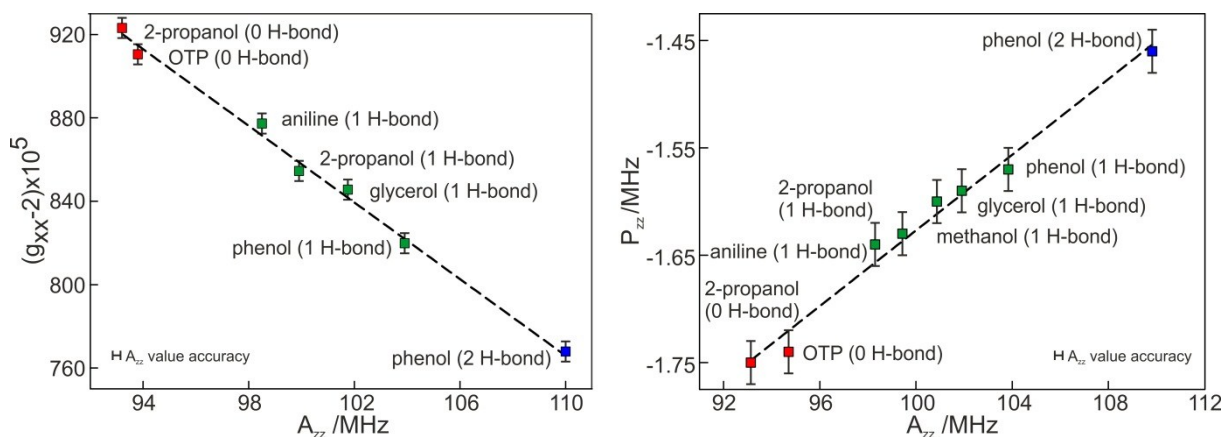 920
880
840
800
760
(gxx-2)x10⁵
2-propanol (0 H-bond)
OTP (0 H-bond)
aniline (1 H-bond)
2-propanol (1 H-bond)
glycerol (1 H-bond)
phenol (1 H-bond)
phenol (2 H-bond)
Azz value accuracy
94
98
102
106
110
Azz /MHz
-1.45
-1.55
-1.65
-1.75
Pzz /MHz
phenol (2 H-bond)
phenol (1 H-bond)
2-propanol
(1 H-bond)
glycerol (1 H-bond)
methanol (1 H-bond)
aniline (1 H-bond)
2-propanol
(0 H-bond)
OTP (0 H-bond)
Azz value accuracy
92
96
100
104
108
112
Azz /MHz